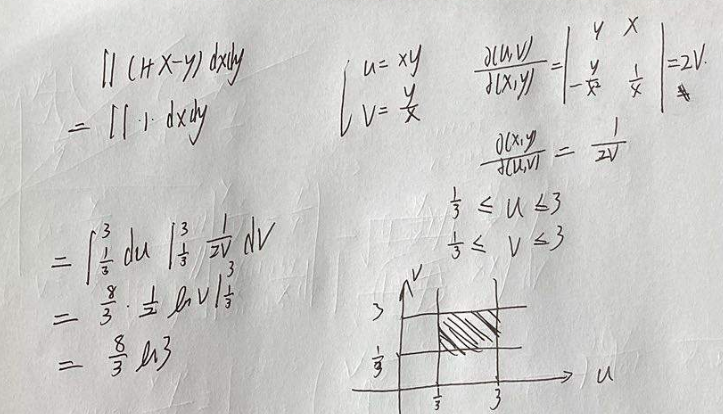 ∬ (1+x-y) dxdy
= ∬ 1· dxdy
{ u = xy
v = y/x
∂(u,v)/∂(x,y) = | y x
-y/x² 1/x | = 2v.
∂(x,y)/∂(u,v) = 1/2v
1/3 ≤ u ≤ 3
1/3 ≤ v ≤ 3
= ∫_{1/3}^{3} du ∫_{1/3}^{3} 1/2v dv
= 8/3 · 1/2 ln v |_{1/3}^{3}
= 8/3 ln3
v
3
1/3
1/3 3 u